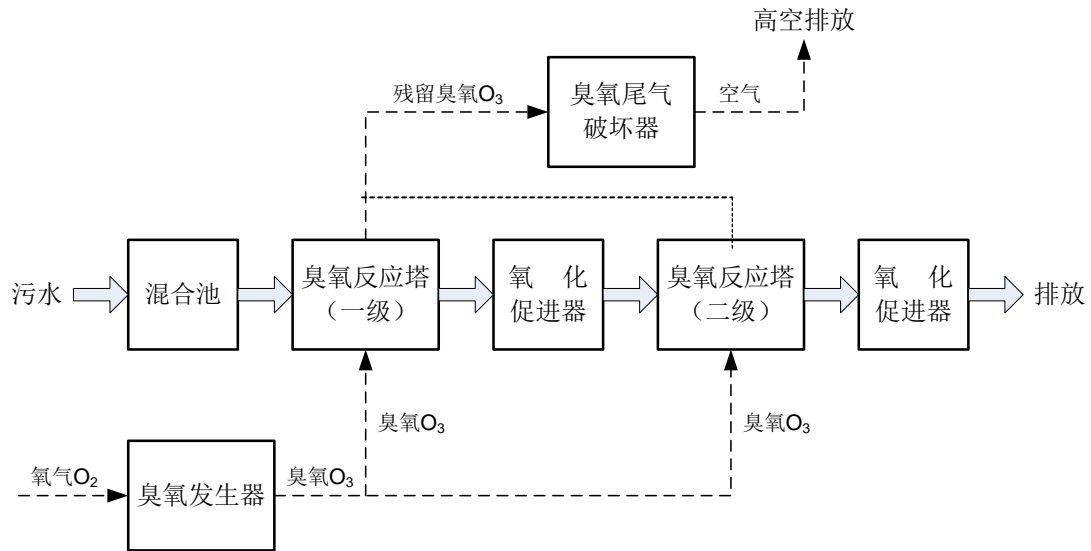 高空排放
残留臭氧O₃
臭氧尾气
破坏器
空气
污水
混合池
臭氧反应塔
（一级）
氧 化
促进器
臭氧反应塔
（二级）
氧 化
促进器
排放
臭氧O₃
臭氧O₃
氧气O₂
臭氧发生器
臭氧O₃